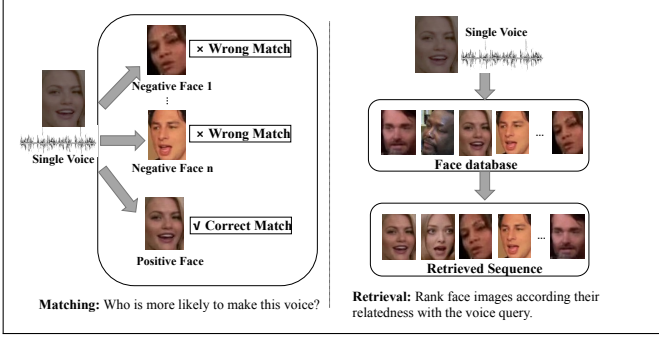 Single Voice
× Wrong Match
Negative Face 1
...
× Wrong Match
Negative Face n
√ Correct Match
Positive Face
Matching: Who is more likely to make this voice?
Single Voice
...
Face database
...
Retrieved Sequence
Retrieval: Rank face images according their
relatedness with the voice query.